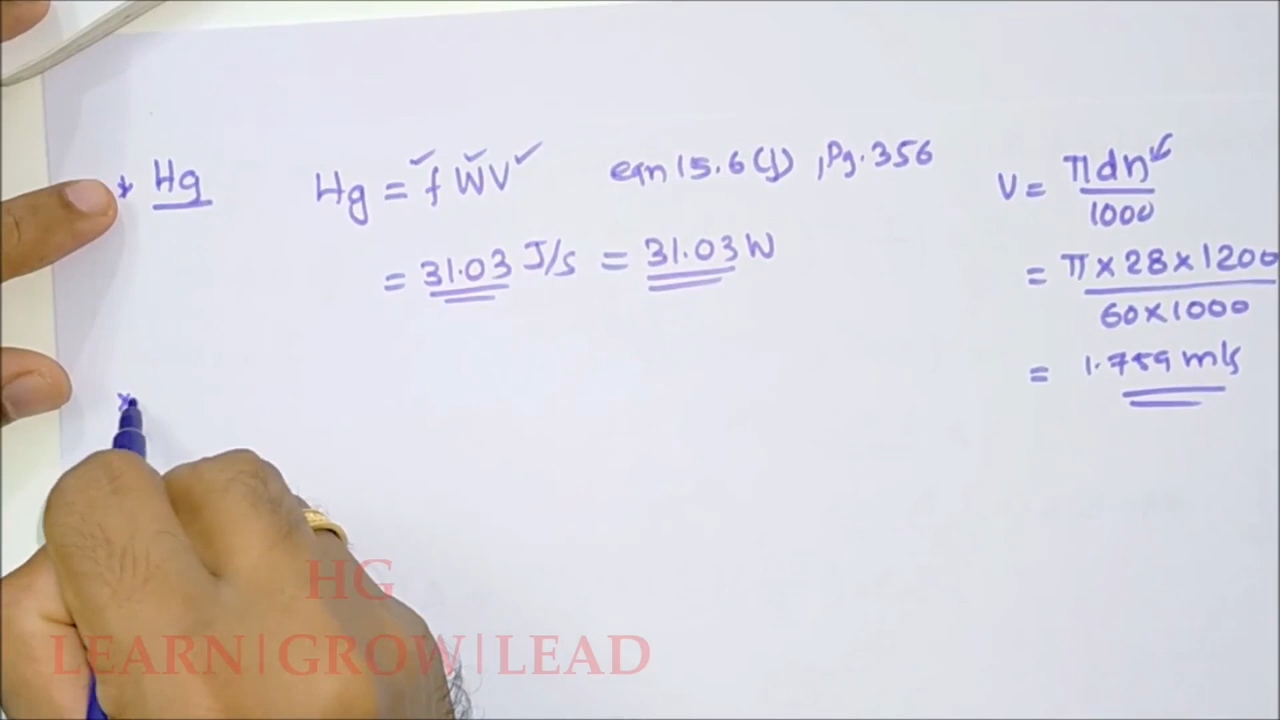 * Hg Hg = f W V eqn 15.6(j) , Pg. 356
= 31.03 J/s = 31.03 W
V = πdn / 1000
= π x 28 x 1200 / 60 x 1000
= 1.759 m/s
*
HG
LEARN|GROW|LEAD